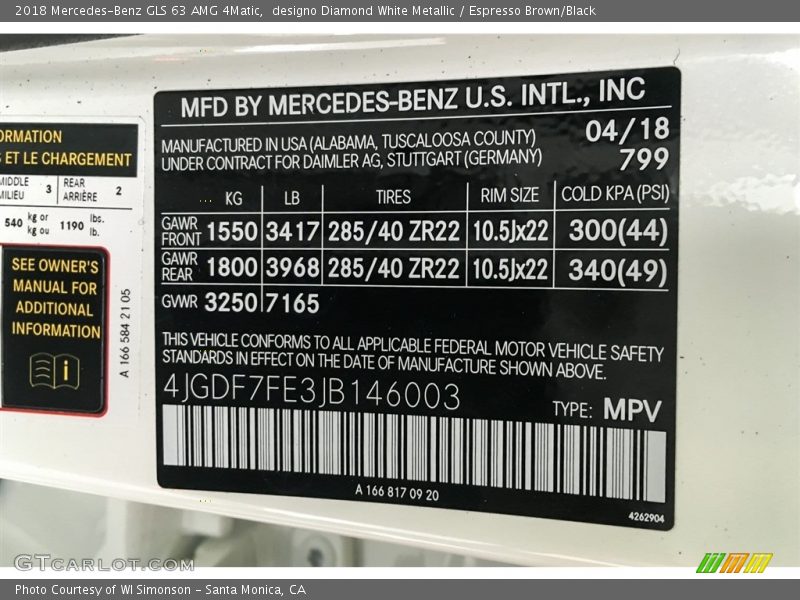 2018 Mercedes-Benz GLS 63 AMG 4Matic, designo Diamond White Metallic / Espresso Brown/Black
ORMATION
S ET LE CHARGEMENT
MIDDLE
MILIEU
3
REAR
ARRIÈRE
2
540
kg or
kg ou
1190
lbs.
lb.
SEE OWNER'S
MANUAL FOR
ADDITIONAL
INFORMATION
i
A 166 584 21 05
MFD BY MERCEDES-BENZ U.S. INTL., INC
MANUFACTURED IN USA (ALABAMA, TUSCALOOSA COUNTY) 04/18
UNDER CONTRACT FOR DAIMLER AG, STUTTGART (GERMANY) 799
KG LB TIRES RIM SIZE COLD KPA (PSI)
GAWR
FRONT
1550 3417 285/40 ZR22 10.5Jx22 300(44)
GAWR
REAR
1800 3968 285/40 ZR22 10.5Jx22 340(49)
GWR 3250 7165
THIS VEHICLE CONFORMS TO ALL APPLICABLE FEDERAL MOTOR VEHICLE SAFETY
STANDARDS IN EFFECT ON THE DATE OF MANUFACTURE SHOWN ABOVE.
4JGDF7FE3JB146003
TYPE: MPV
A 166 817 09 20
4262904
GTCARLOT.COM
Photo Courtesy of WI Simonson - Santa Monica, CA